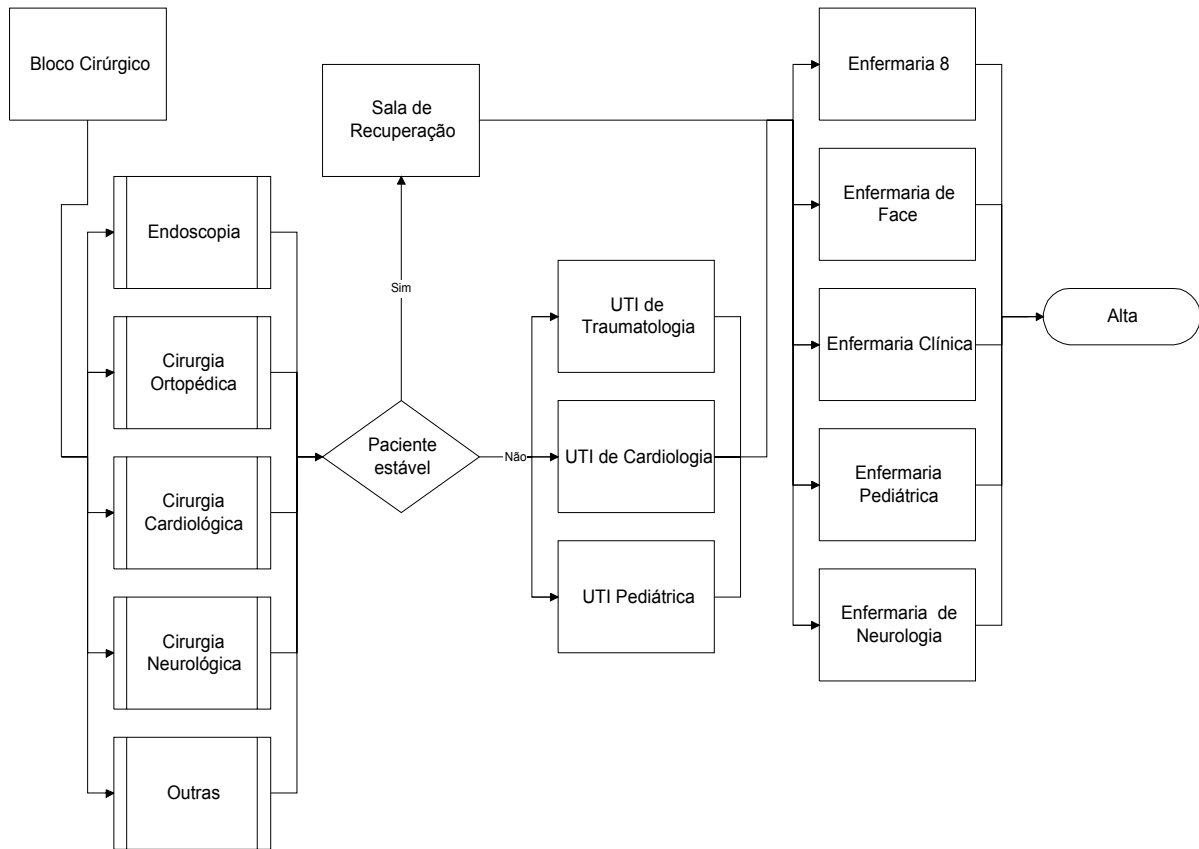 Bloco Cirúrgico
Endoscopia
Cirurgia
Ortopédica
Cirurgia
Cardiológica
Cirurgia
Neurológica
Outras
Sala de
Recuperação
Sim
Paciente
estável
Não
UTI de
Traumatologia
UTI de Cardiologia
UTI Pediátrica
Enfermaria 8
Enfermaria de
Face
Enfermaria Clínica
Enfermaria
Pediátrica
Enfermaria de
Neurologia
Alta